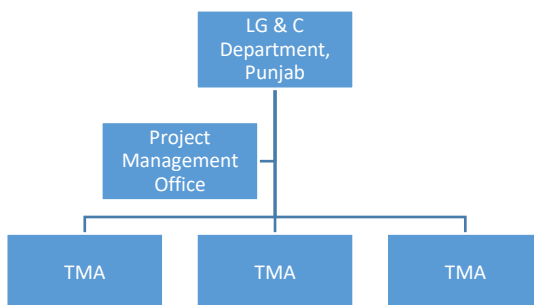 LG & C
Department,
Punjab
Project
Management
Office
TMA
TMA
TMA